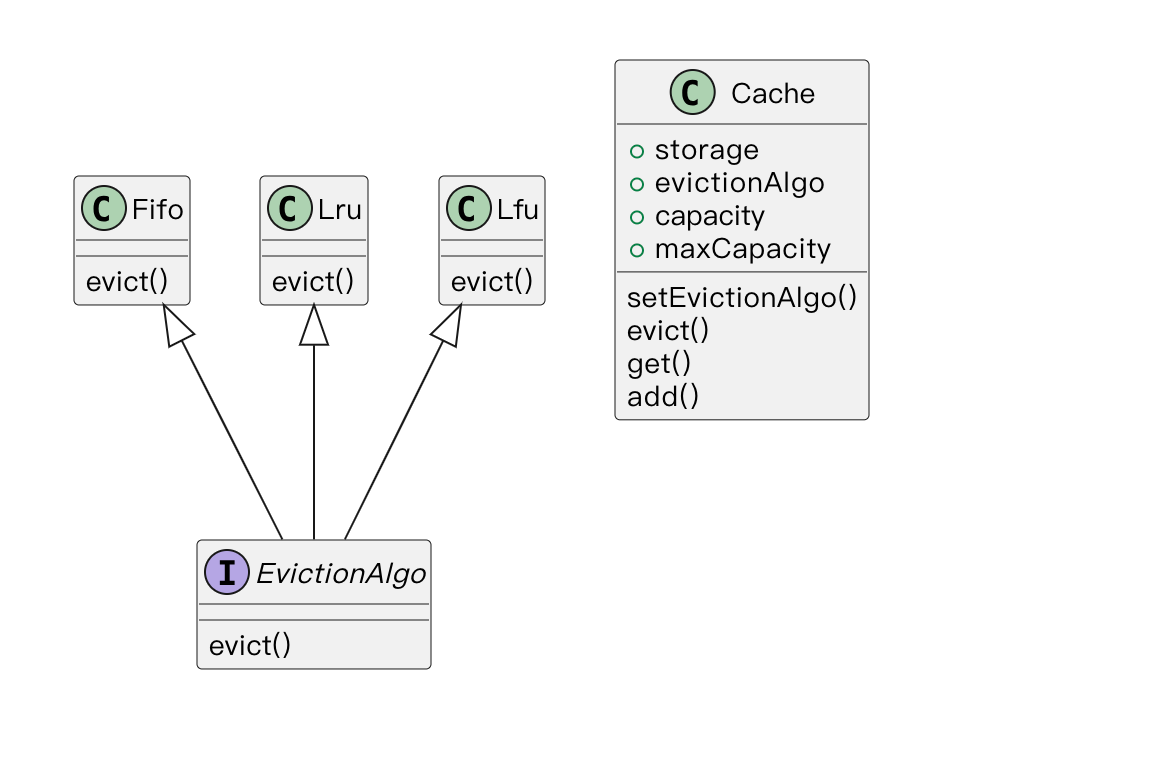 C Cache
storage
evictionAlgo
capacity
maxCapacity
setEvictionAlgo()
evict()
get()
add()
C Fifo
evict()
C Lru
evict()
C Lfu
evict()
I EvictionAlgo
evict()